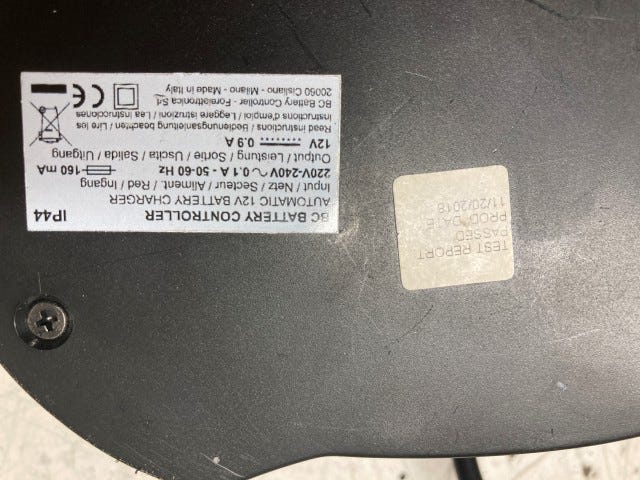 BC BATTERY CONTROLLER IP44
AUTOMATIC 12V BATTERY CHARGER
Input / Netz / Secteur / Aliment. Red / Ingang
220V-240V ~ 0.1 A - 50-60 Hz 160 mA
Output / Leistung / Sortie / Uscita / Salida / Uitgang
12V ⎓ 0.9 A
Read instructions / Bedienungsanleitung beachten / Lire les
instructions d'emploi / Leggere istruzioni / Lea instrucciones
BC Battery Controller - Forelettronica Srl
20080 Cisliano - Milano - Made in Italy
CE
TEST REPORT
PASSED
PROD. DATE
11/20/2018